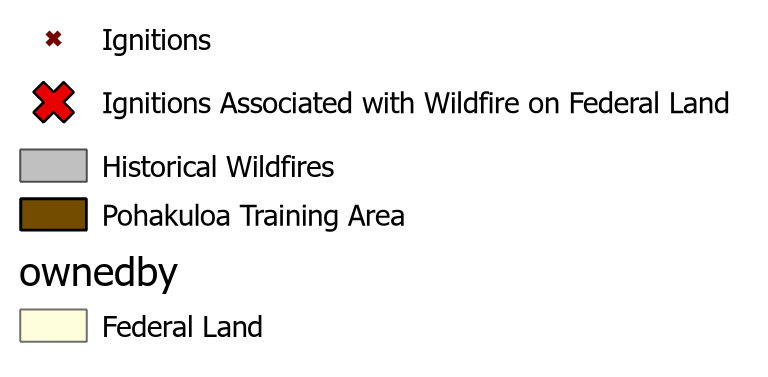 Ignitions
Ignitions Associated with Wildfire on Federal Land
Historical Wildfires
Pohakuloa Training Area
ownedby
Federal Land